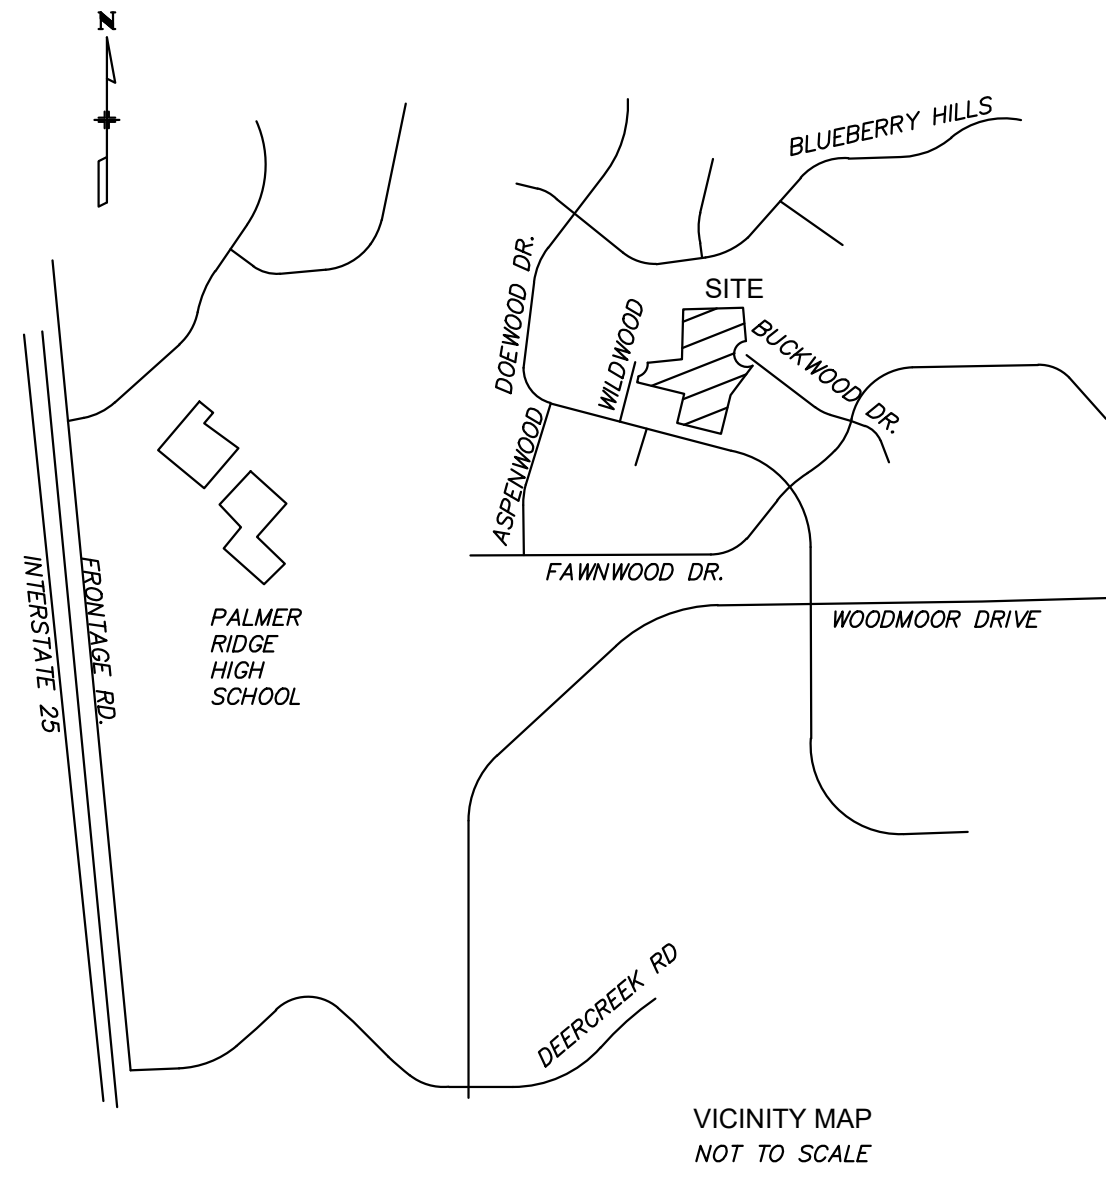 N
BLUEBERRY HILLS
DOEWOOD DR.
SITE
WILDWOOD
BUCKWOOD DR.
ASPENWOOD
FAWNWOOD DR.
INTERSTATE 25
FRONTAGE RD.
PALMER
RIDGE
HIGH
SCHOOL
WOODMOOR DRIVE
DEERCREEK RD
VICINITY MAP
NOT TO SCALE